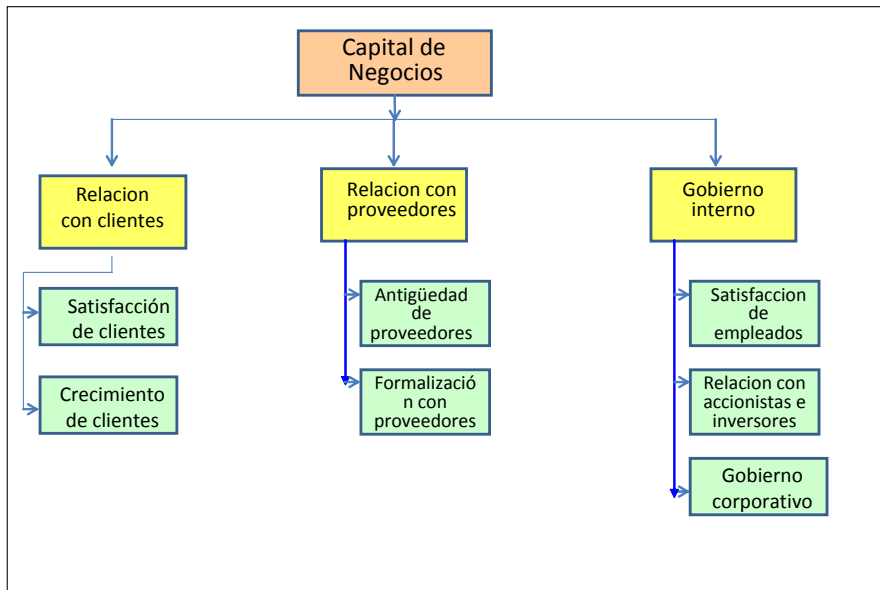 Capital de
Negocios
Relacion
con clientes
Relacion con
proveedores
Gobierno
interno
Satisfacción
de clientes
Antigüedad
de
proveedores
Satisfaccion
de
empleados
Crecimiento
de clientes
Formalizació
n con
proveedores
Relacion con
accionistas e
inversores
Gobierno
corporativo